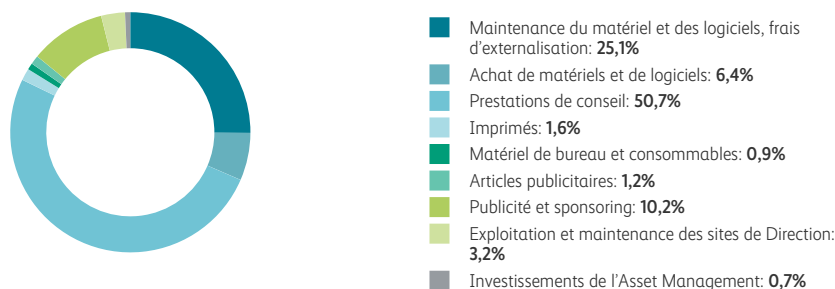 Maintenance du matériel et des logiciels, frais
d’externalisation: 25,1%
Achat de matériels et de logiciels: 6,4%
Prestations de conseil: 50,7%
Imprimés: 1,6%
Matériel de bureau et consommables: 0,9%
Articles publicitaires: 1,2%
Publicité et sponsoring: 10,2%
Exploitation et maintenance des sites de Direction:
3,2%
Investissements de l’Asset Management: 0,7%